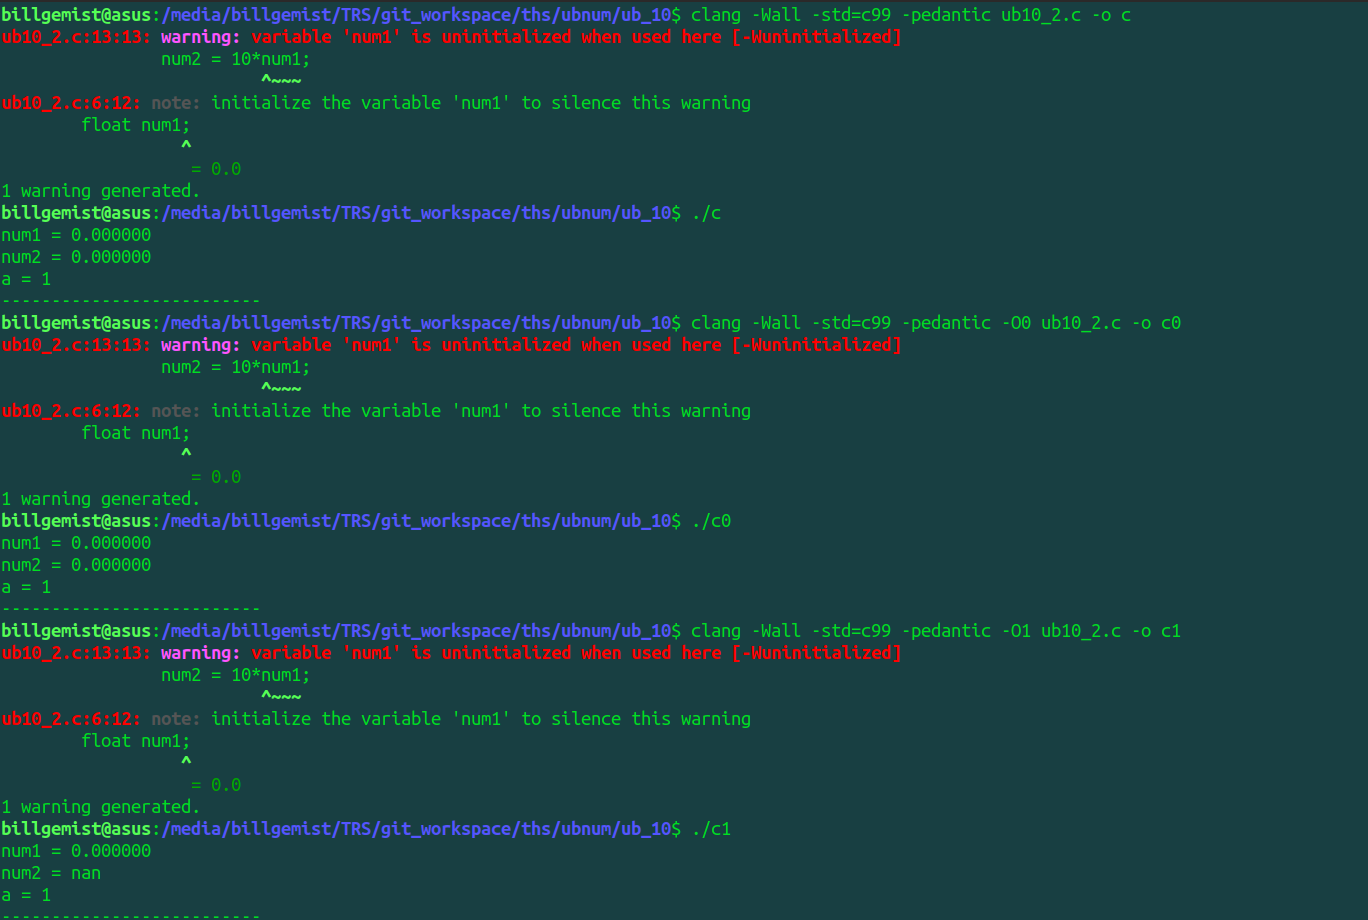 billgemist@asus:/media/billgemist/TRS/git_workspace/ths/ubnum/ub_10$ clang -Wall -std=c99 -pedantic ub10_2.c -o c
ub10_2.c:13:13: warning: variable 'num1' is uninitialized when used here [-Wuninitialized]
                num2 = 10*num1;
                          ^~~~
ub10_2.c:6:12: note: initialize the variable 'num1' to silence this warning
        float num1;
                  ^
                   = 0.0
1 warning generated.
billgemist@asus:/media/billgemist/TRS/git_workspace/ths/ubnum/ub_10$ ./c
num1 = 0.000000
num2 = 0.000000
a = 1
--------------------------
billgemist@asus:/media/billgemist/TRS/git_workspace/ths/ubnum/ub_10$ clang -Wall -std=c99 -pedantic -O0 ub10_2.c -o c0
ub10_2.c:13:13: warning: variable 'num1' is uninitialized when used here [-Wuninitialized]
                num2 = 10*num1;
                          ^~~~
ub10_2.c:6:12: note: initialize the variable 'num1' to silence this warning
        float num1;
                  ^
                   = 0.0
1 warning generated.
billgemist@asus:/media/billgemist/TRS/git_workspace/ths/ubnum/ub_10$ ./c0
num1 = 0.000000
num2 = 0.000000
a = 1
--------------------------
billgemist@asus:/media/billgemist/TRS/git_workspace/ths/ubnum/ub_10$ clang -Wall -std=c99 -pedantic -O1 ub10_2.c -o c1
ub10_2.c:13:13: warning: variable 'num1' is uninitialized when used here [-Wuninitialized]
                num2 = 10*num1;
                          ^~~~
ub10_2.c:6:12: note: initialize the variable 'num1' to silence this warning
        float num1;
                  ^
                   = 0.0
1 warning generated.
billgemist@asus:/media/billgemist/TRS/git_workspace/ths/ubnum/ub_10$ ./c1
num1 = 0.000000
num2 = nan
a = 1
--------------------------